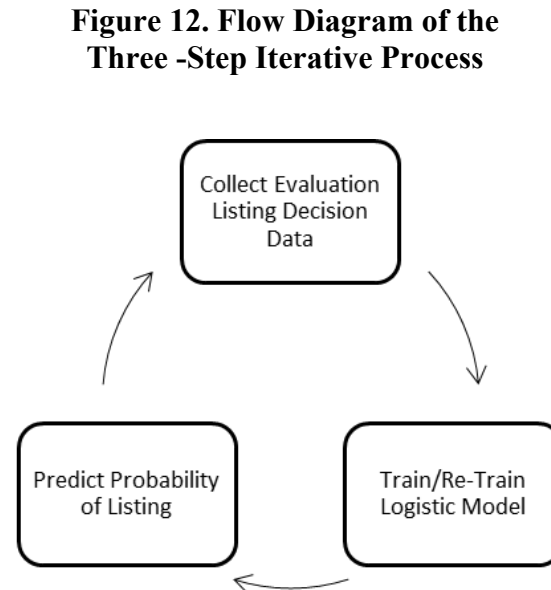 Figure 12. Flow Diagram of the
Three -Step Iterative Process
Collect Evaluation
Listing Decision
Data
Predict Probability
of Listing
Train/Re-Train
Logistic Model